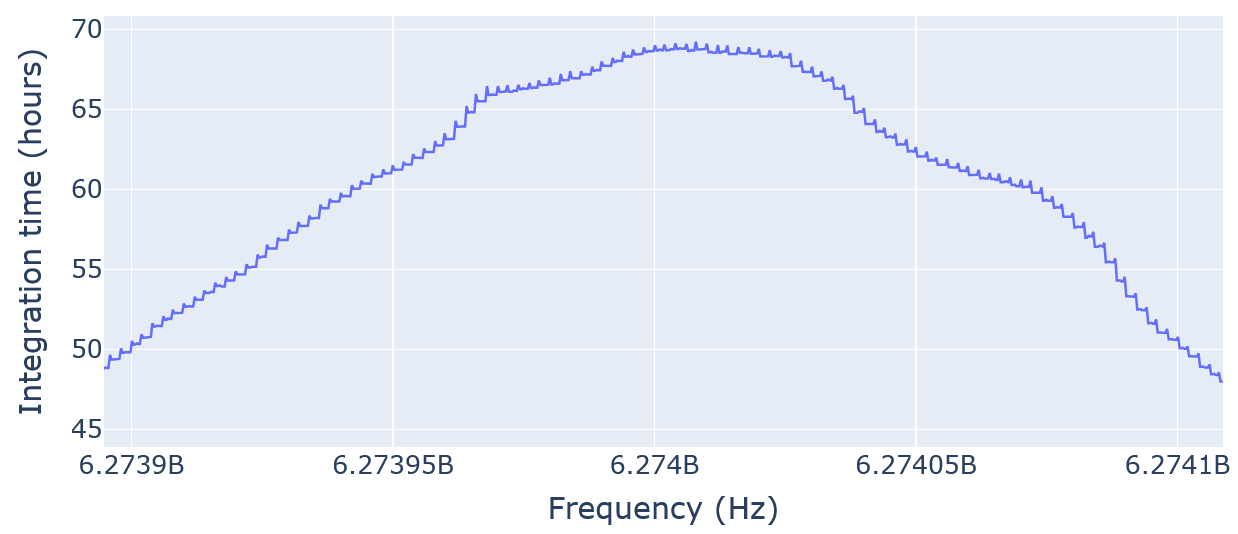 Integration time (hours)
70
65
60
55
50
45
6.2739B
6.27395B
6.274B
6.27405B
6.2741B
Frequency (Hz)